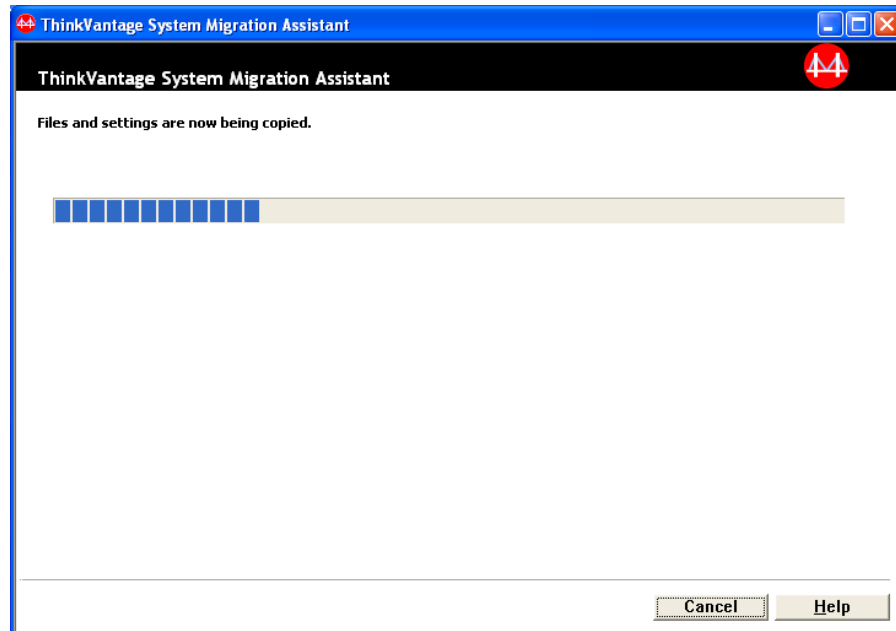 ThinkVantage System Migration Assistant
ThinkVantage System Migration Assistant
Files and settings are now being copied.
Cancel
Help